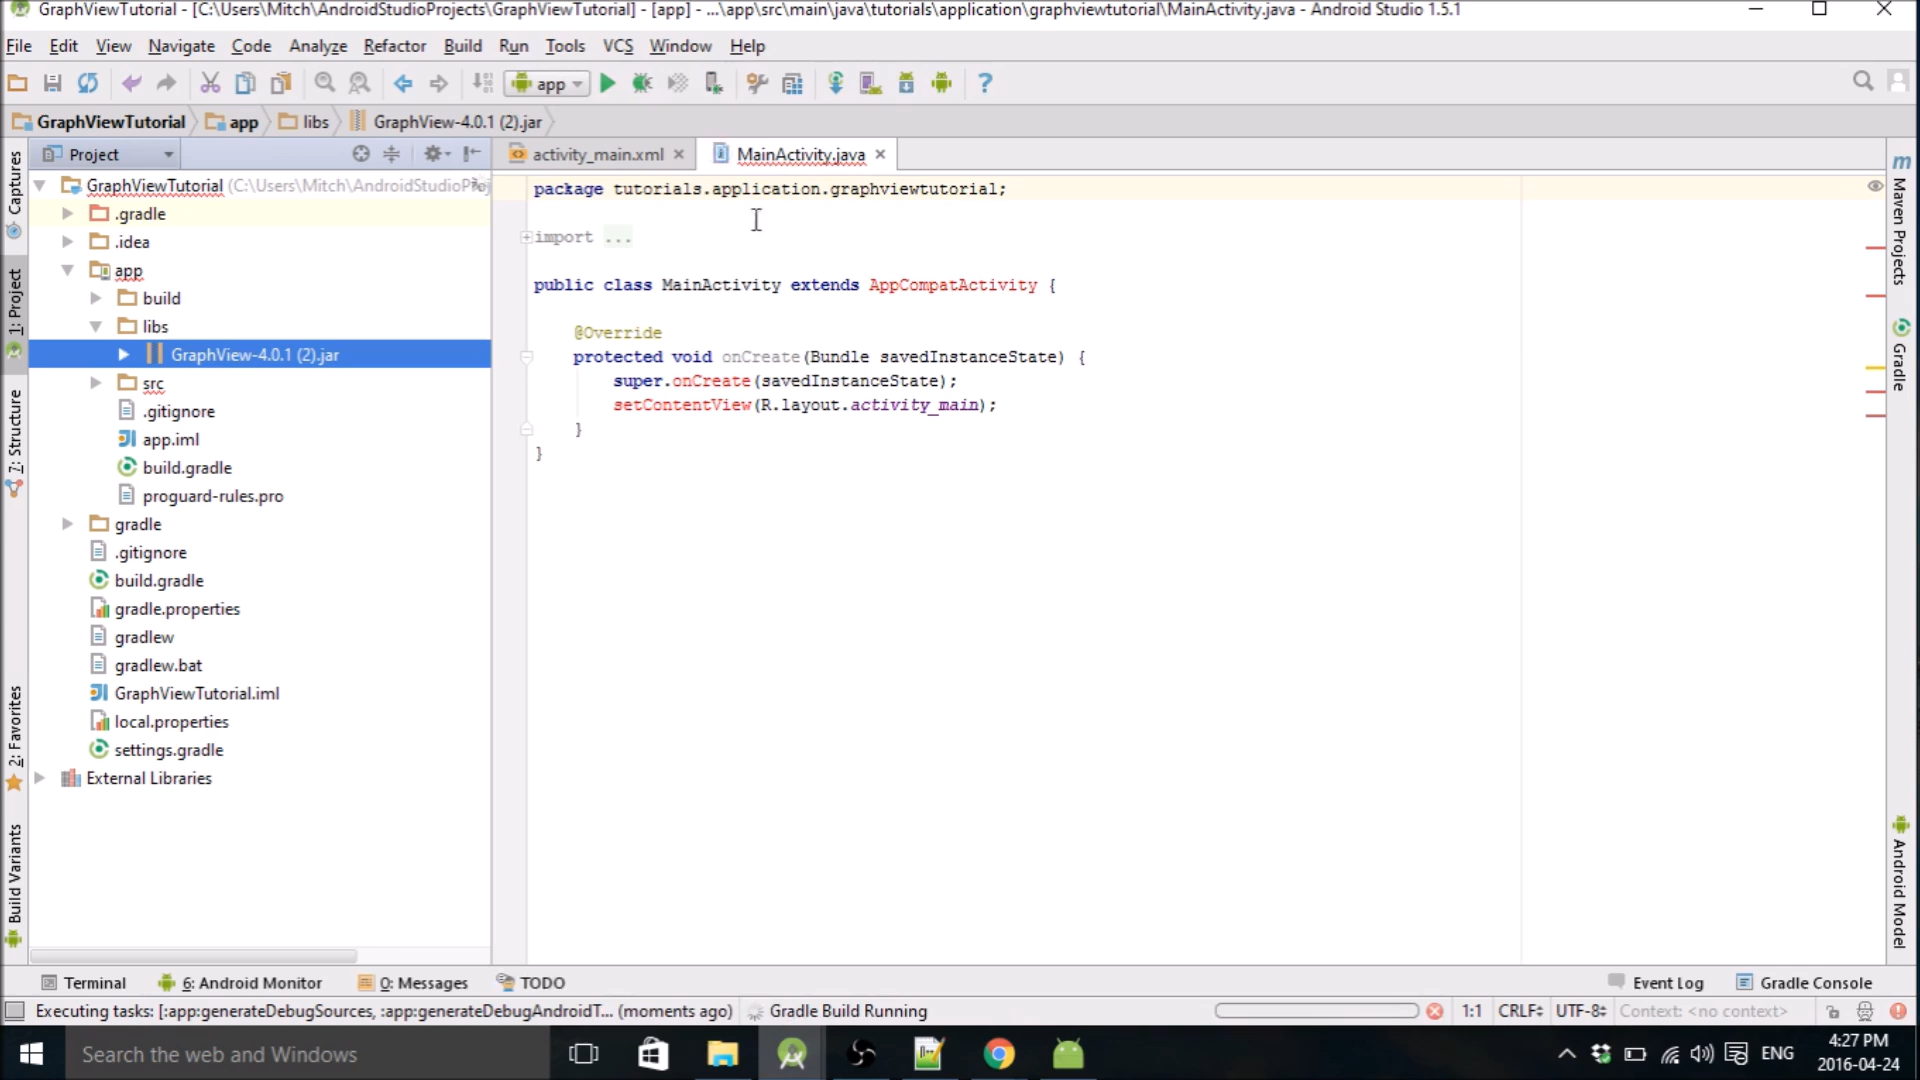 GraphViewTutorial - [C:\Users\Mitch\AndroidStudioProjects\GraphViewTutorial] - [app] - ...\app\src\main\java\tutorials\application\graphviewtutorial\MainActivity.java - Android Studio 1.5.1
File Edit View Navigate Code Analyze Refactor Build Run Tools VCS Window Help
app
GraphViewTutorial app libs GraphView-4.0.1 (2).jar
Project
activity_main.xml MainActivity.java
GraphViewTutorial (C:\Users\Mitch\AndroidStudioProj
.gradle
.idea
app
build
libs
GraphView-4.0.1 (2).jar
src
.gitignore
app.iml
build.gradle
proguard-rules.pro
gradle
.gitignore
build.gradle
gradle.properties
gradlew
gradlew.bat
GraphViewTutorial.iml
local.properties
settings.gradle
External Libraries
package tutorials.application.graphviewtutorial;
import ...
public class MainActivity extends AppCompatActivity {
@Override
protected void onCreate(Bundle savedInstanceState) {
super.onCreate(savedInstanceState);
setContentView(R.layout.activity_main);
}
}
Captures
1: Project
7: Structure
2: Favorites
Build Variants
m
Maven Projects
Gradle
Android Model
Terminal 6: Android Monitor 0: Messages TODO Event Log Gradle Console
Executing tasks: [:app:generateDebugSources, :app:generateDebugAndroidT... (moments ago) Gradle Build Running 1:1 CRLF UTF-8 Context: <no context>
Search the web and Windows
ENG
4:27 PM
2016-04-24